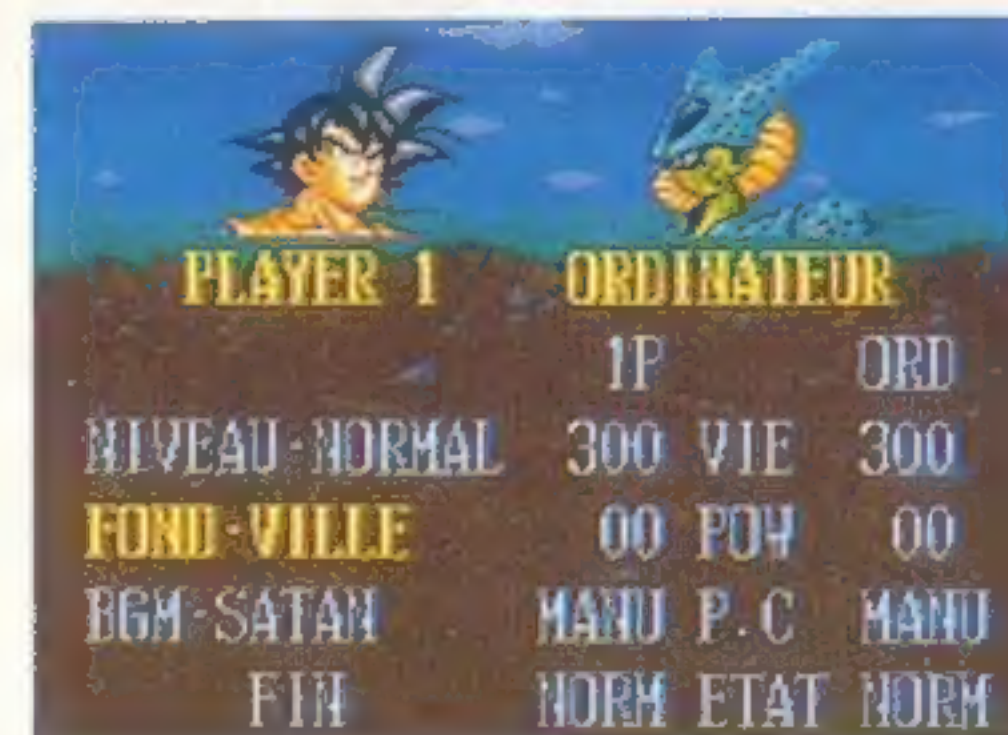 PLAYER 1 ORDINATEUR
1P ORD
NIVEAU·NORMAL 300 VIE 300
FOND·VILLE 00 POW 00
BGM·SATAN MANU P.C MANU
FIN NORM ETAT NORM